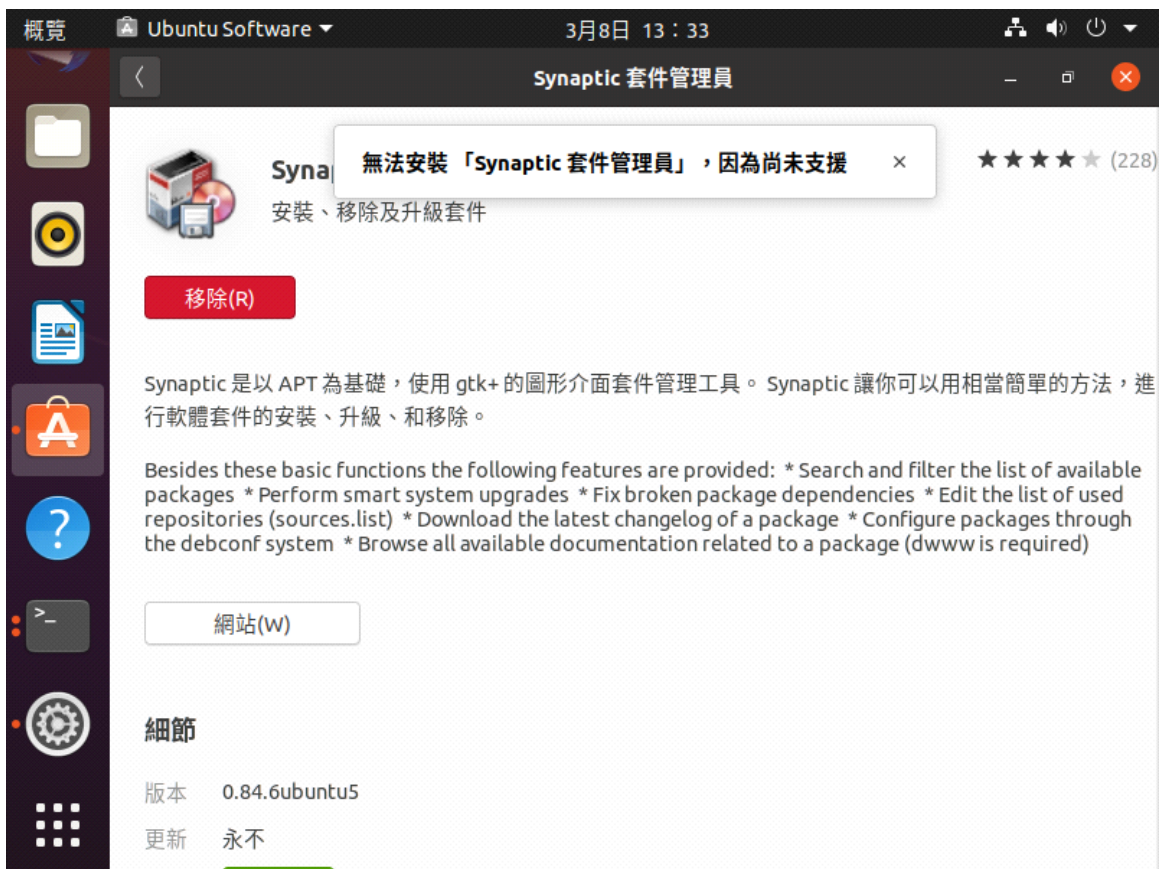 概覽 Ubuntu Software 3月8日 13：33
Synaptic 套件管理員
Syna
無法安裝 「Synaptic 套件管理員」，因為尚未支援 ×
(228)
安裝、移除及升級套件
移除(R)
Synaptic 是以 APT 為基礎，使用 gtk+ 的圖形介面套件管理工具。 Synaptic 讓你可以用相當簡單的方法，進
行軟體套件的安裝、升級、和移除。
Besides these basic functions the following features are provided:  * Search and filter the list of available
packages  * Perform smart system upgrades  * Fix broken package dependencies  * Edit the list of used
repositories (sources.list)  * Download the latest changelog of a package  * Configure packages through
the debconf system  * Browse all available documentation related to a package (dwww is required)
網站(W)
細節
版本 0.84.6ubuntu5
更新 永不